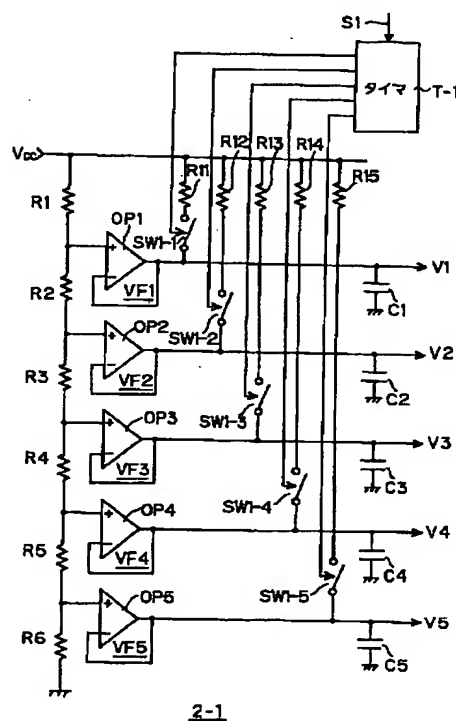 S1
タイマ
T-1
VDC
R11
R12
R13
R14
R15
R1
OP1
SW1-1
VF1
V1
C1
R2
OP2
SW1-2
VF2
V2
C2
R3
OP3
SW1-3
VF3
V3
C3
R4
OP4
SW1-4
VF4
V4
C4
R5
OP5
SW1-5
VF5
V5
C5
R6
2-1